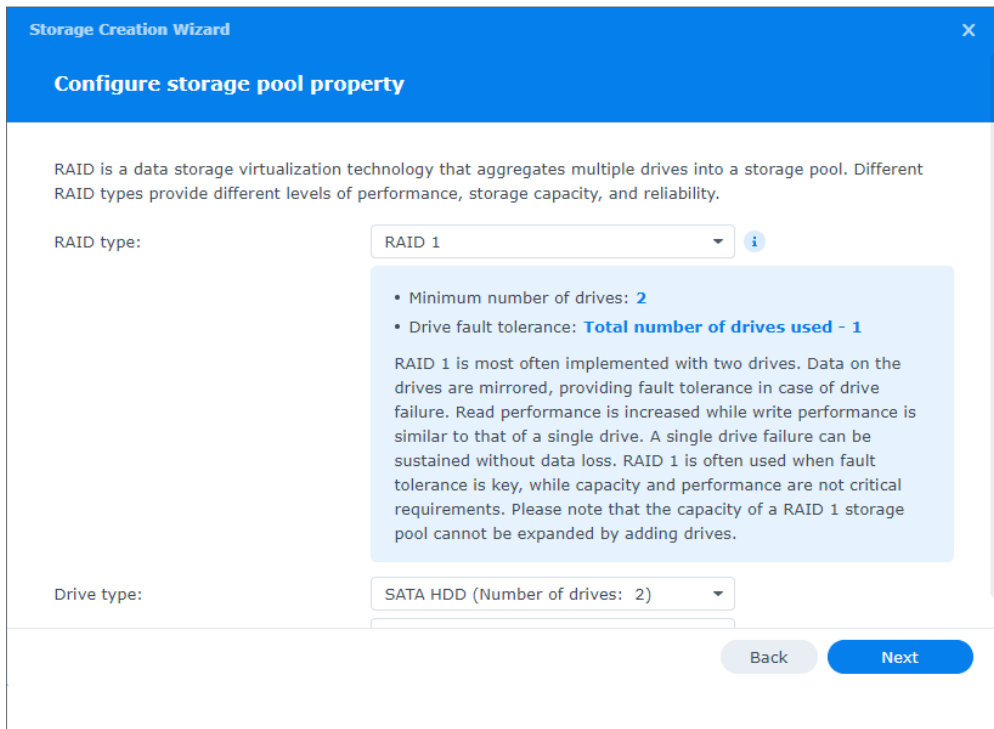 Storage Creation Wizard
Configure storage pool property
RAID is a data storage virtualization technology that aggregates multiple drives into a storage pool. Different
RAID types provide different levels of performance, storage capacity, and reliability.
RAID type:
RAID 1
i
• Minimum number of drives: 2
• Drive fault tolerance: Total number of drives used - 1
RAID 1 is most often implemented with two drives. Data on the
drives are mirrored, providing fault tolerance in case of drive
failure. Read performance is increased while write performance is
similar to that of a single drive. A single drive failure can be
sustained without data loss. RAID 1 is often used when fault
tolerance is key, while capacity and performance are not critical
requirements. Please note that the capacity of a RAID 1 storage
pool cannot be expanded by adding drives.
Drive type:
SATA HDD (Number of drives:  2)
Back
Next